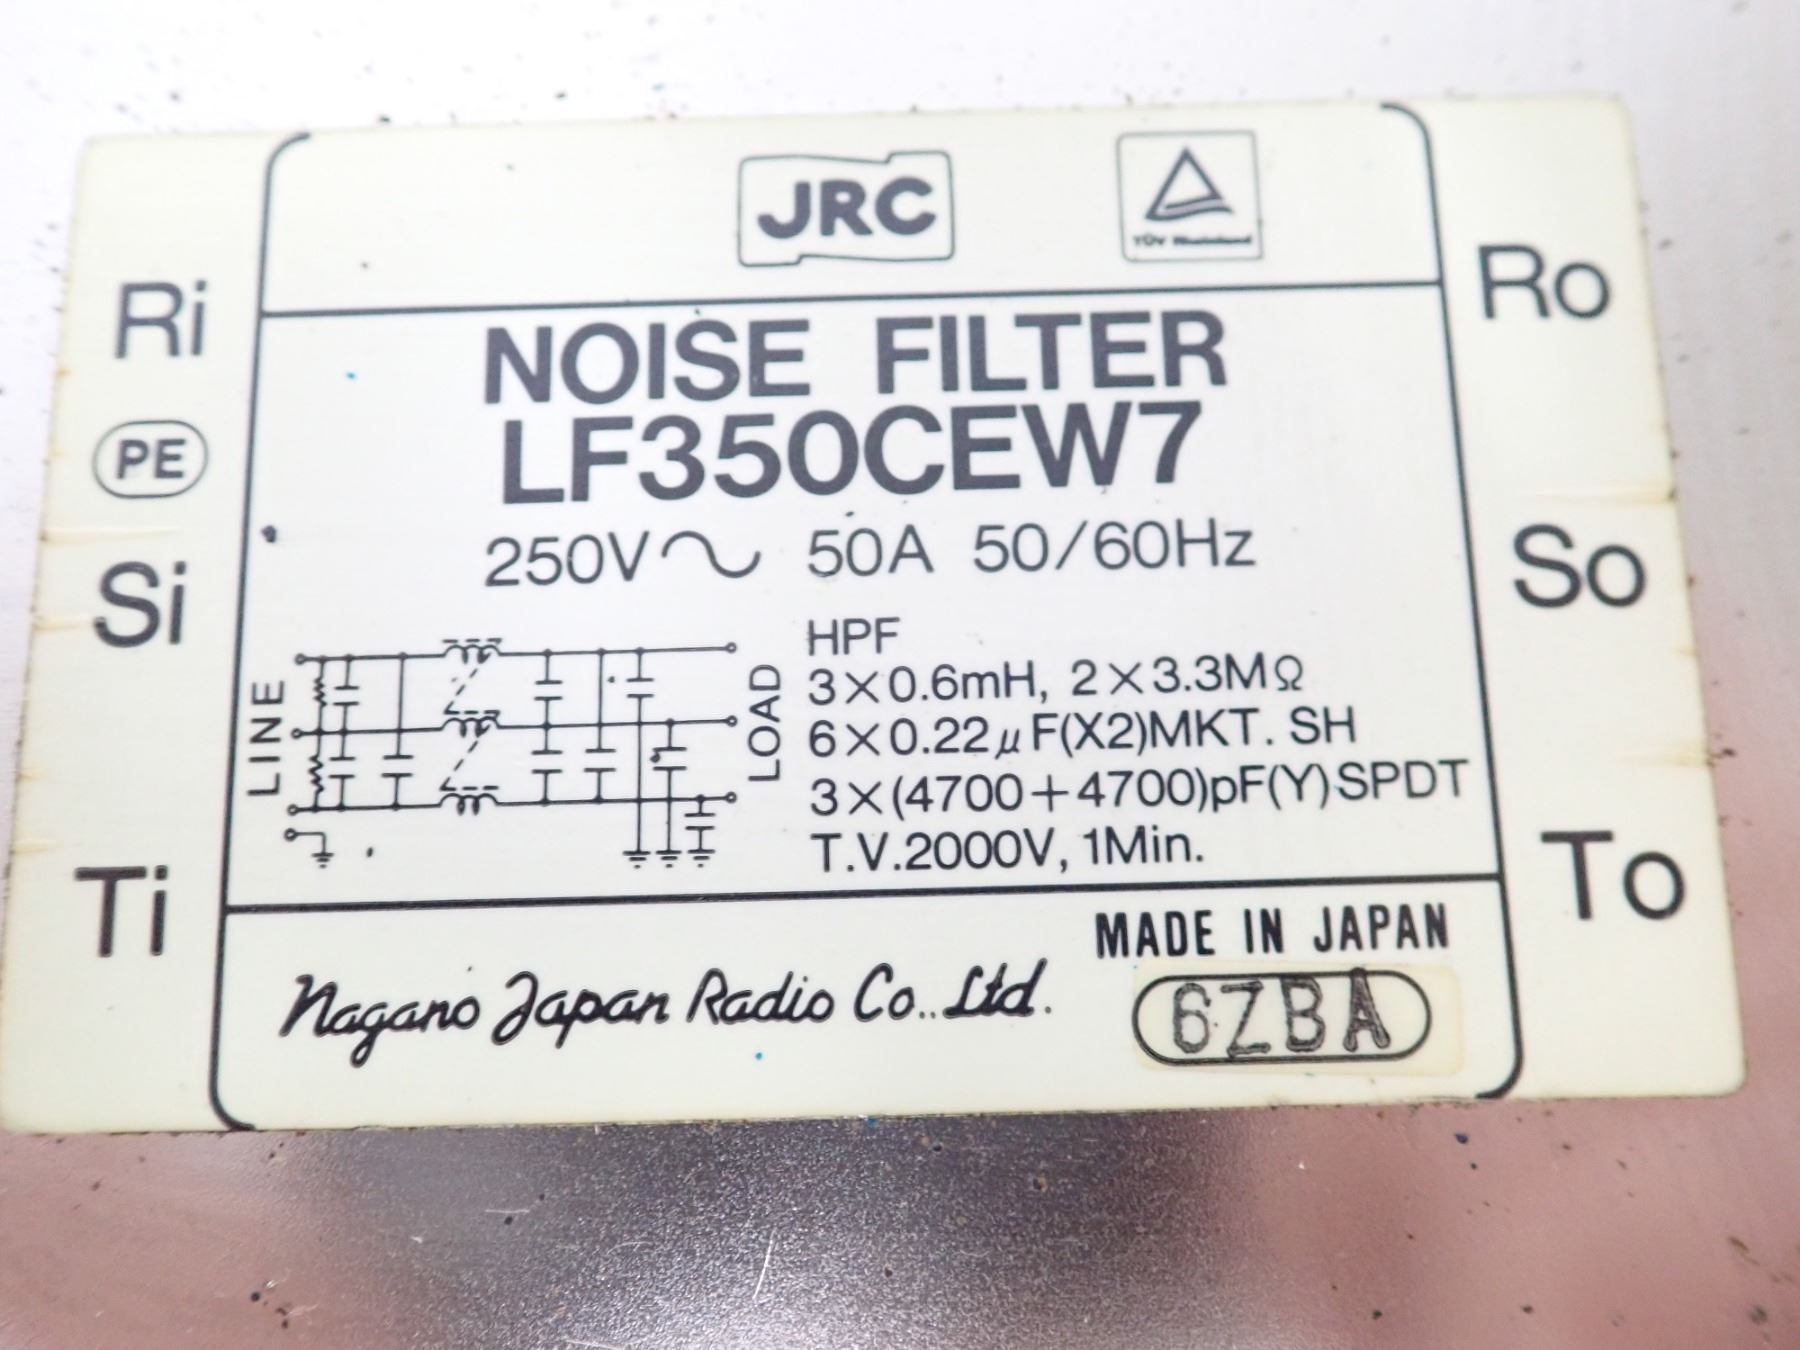 JRC
TÜV Rheinland
Ri
Ro
NOISE FILTER
LF350CEW7
PE
250V~ 50A 50/60Hz
Si
So
HPF
LINE
LOAD
3×0.6mH, 2×3.3MΩ
6×0.22μF(X2)MKT. SH
3×(4700+4700)pF(Y)SPDT
T.V.2000V, 1Min.
Ti
To
MADE IN JAPAN
Nagano Japan Radio Co.. Ltd.
6ZBA